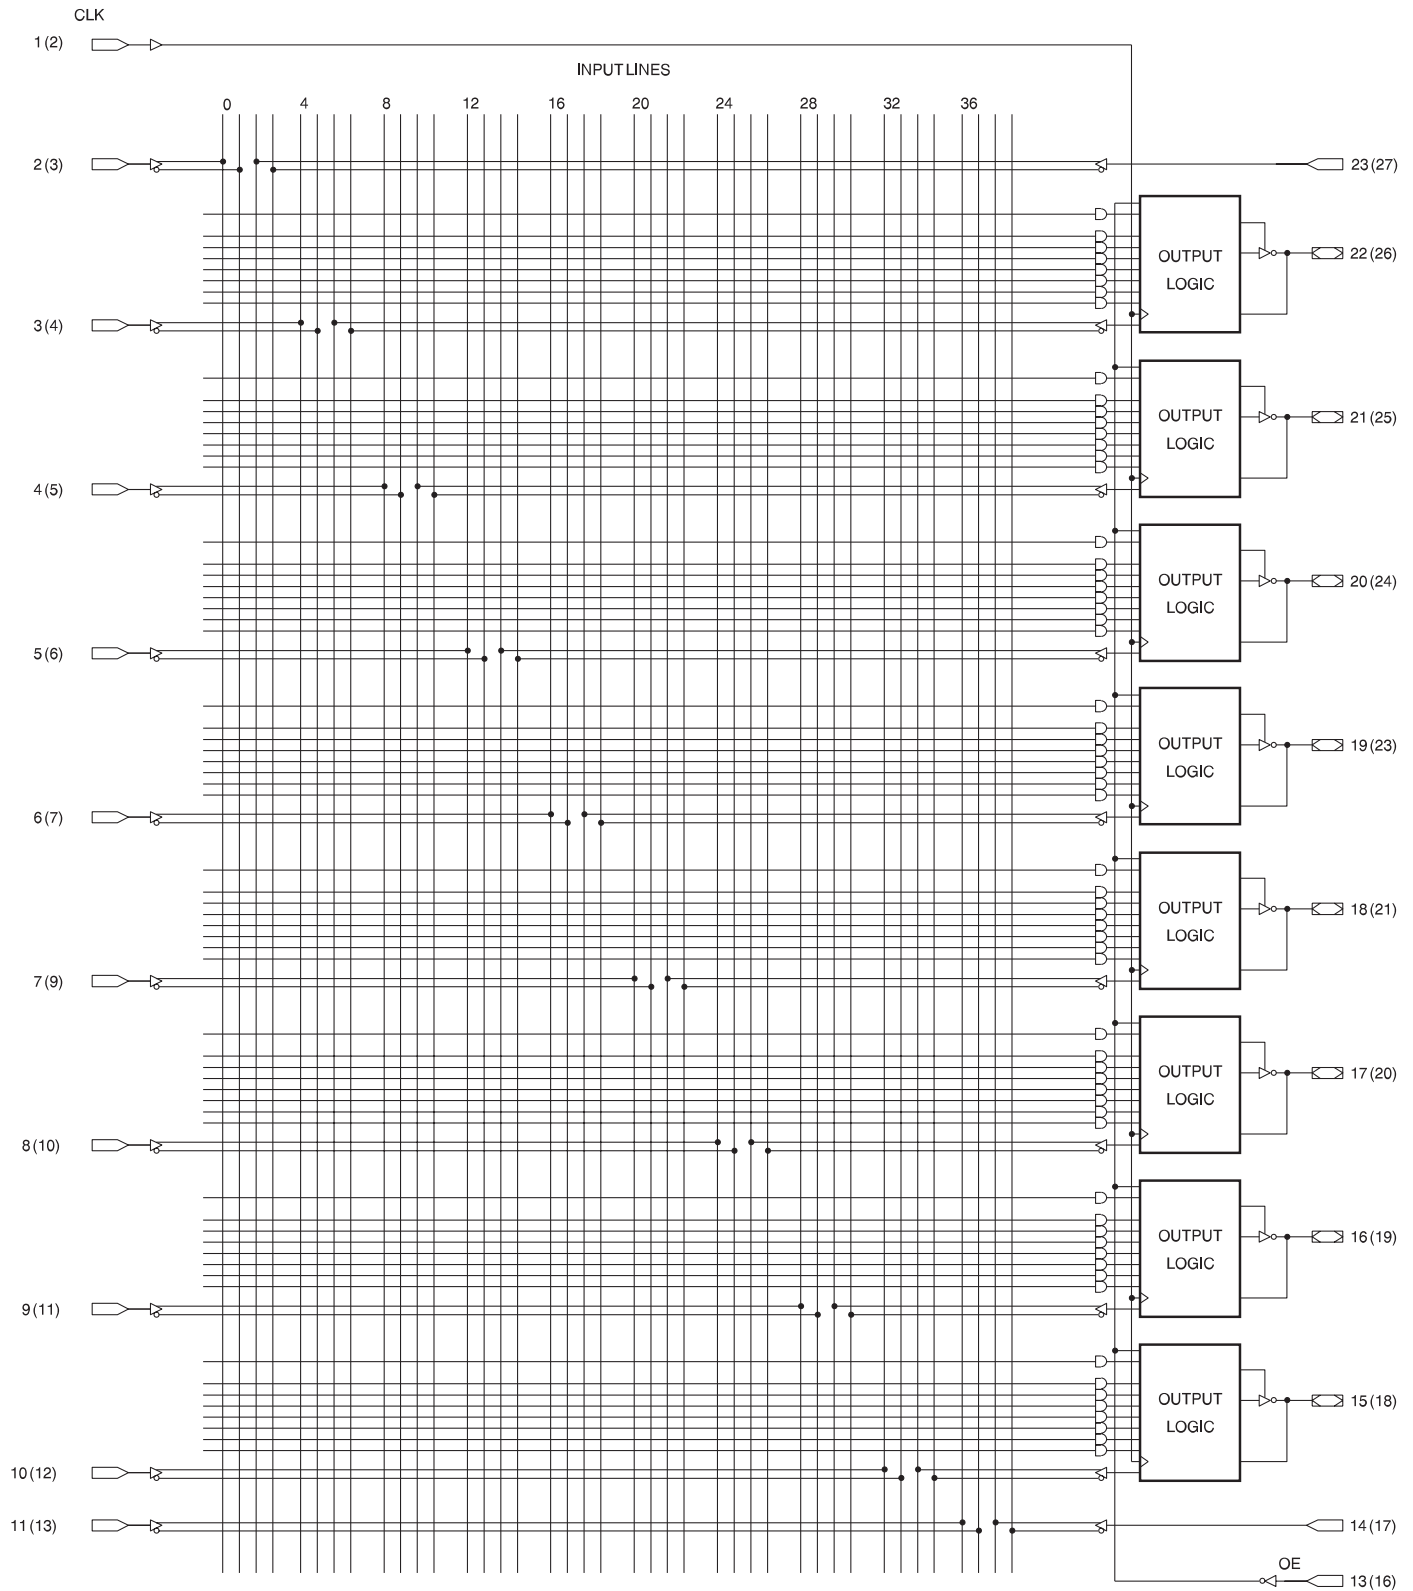 CLK
1(2)
INPUT LINES
0 4 8 12 16 20 24 28 32 36
2(3)
23(27)
OUTPUT
LOGIC
22(26)
3(4)
OUTPUT
LOGIC
21(25)
4(5)
OUTPUT
LOGIC
20(24)
5(6)
OUTPUT
LOGIC
19(23)
6(7)
OUTPUT
LOGIC
18(21)
7(9)
OUTPUT
LOGIC
17(20)
8(10)
OUTPUT
LOGIC
16(19)
9(11)
OUTPUT
LOGIC
15(18)
10(12)
11(13)
14(17)
OE
13(16)